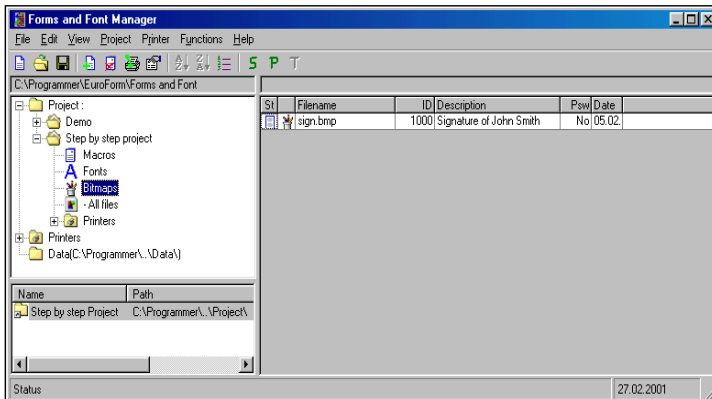 Forms and Font Manager
File Edit View Project Printer Functions Help
S P T
C:\Programmer\EuroForm\Forms and Font
Project :
Demo
Step by step project
Macros
A Fonts
Bitmaps
- All files
Printers
Printers
Data(C:\Programmer\..\Data\)
St Filename ID Description Psw Date
sign.bmp 1000 Signature of John Smith No 05.02.
Name Path
Step by step Project C:\Programmer\..\Project\
Status 27.02.2001